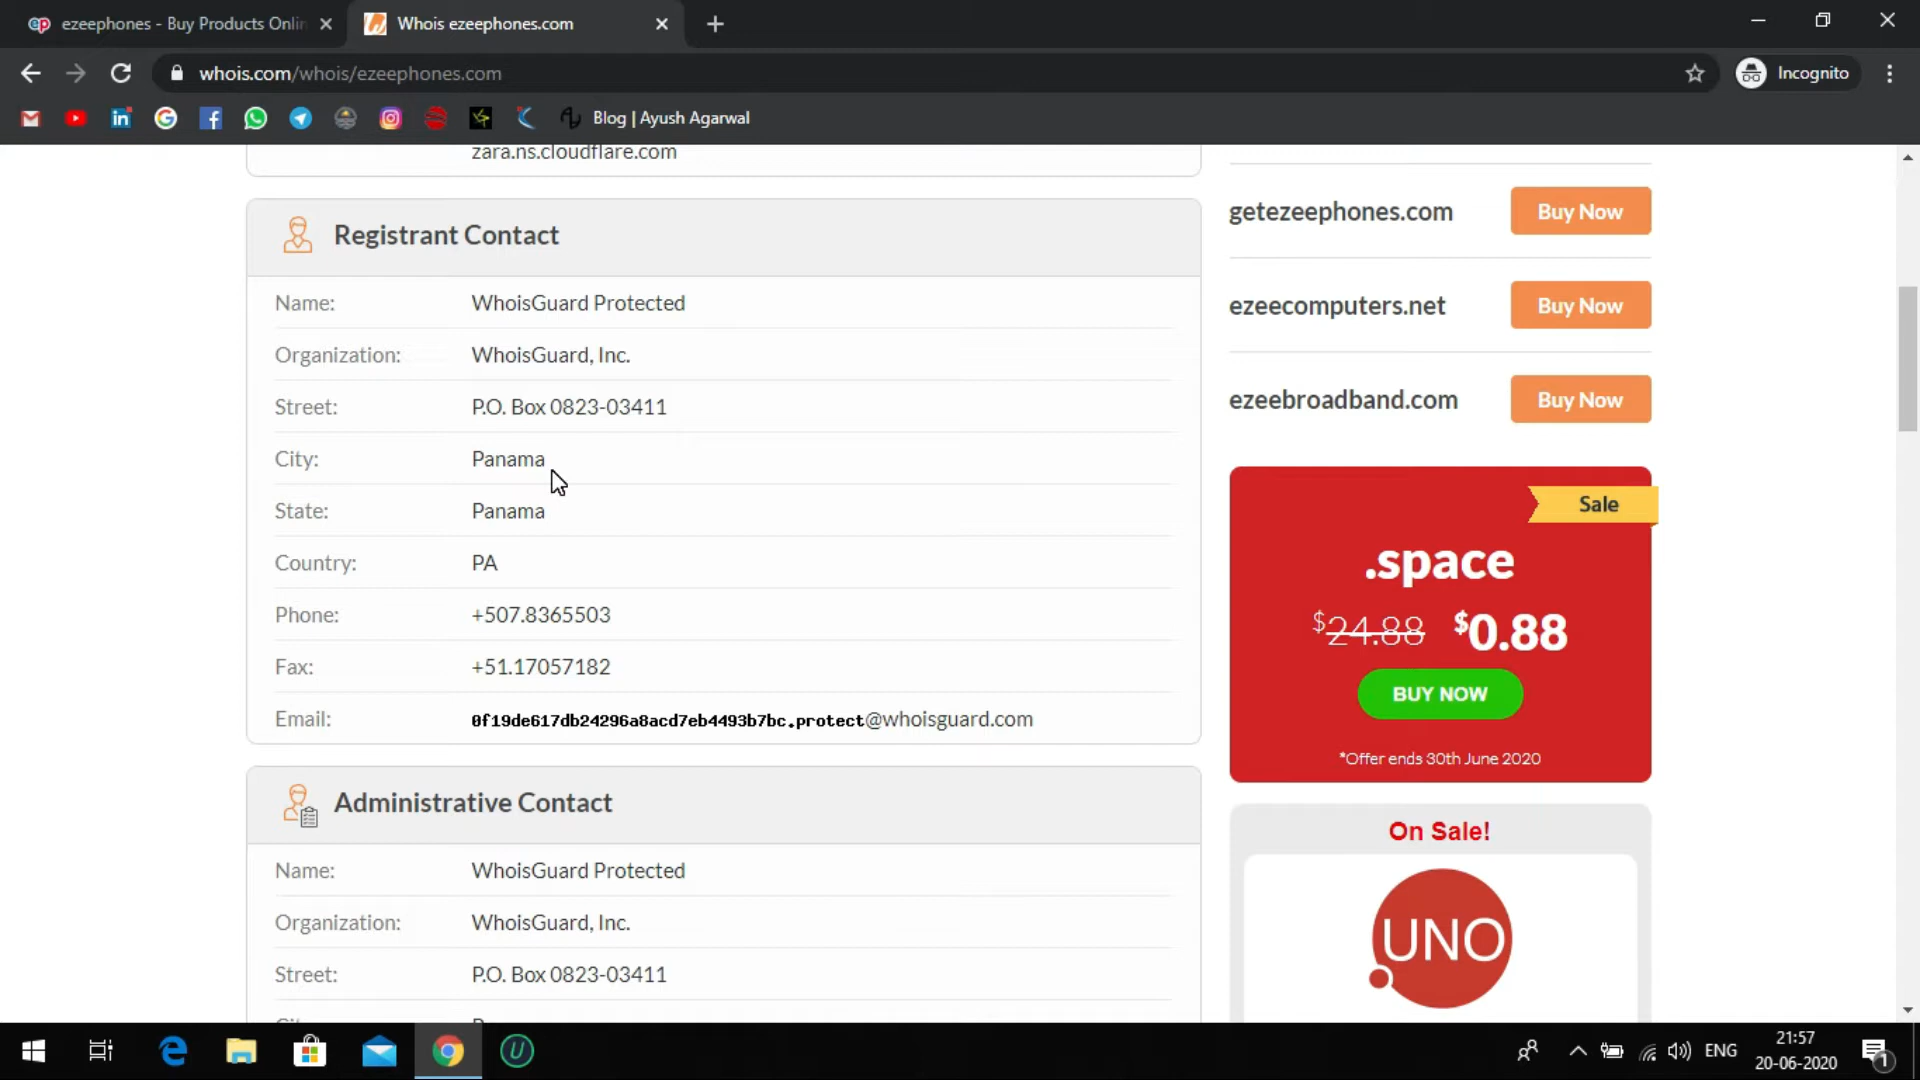 ezeephones - Buy Products Onlin
Whois ezeephones.com
whois.com/whois/ezeephones.com
Incognito
Blog | Ayush Agarwal
zara.ns.cloudflare.com
Registrant Contact
Name: WhoisGuard Protected
Organization: WhoisGuard, Inc.
Street: P.O. Box 0823-03411
City: Panama
State: Panama
Country: PA
Phone: +507.8365503
Fax: +51.17057182
Email: 0f19de617db24296a8acd7eb4493b7bc.protect@whoisguard.com
Administrative Contact
Name: WhoisGuard Protected
Organization: WhoisGuard, Inc.
Street: P.O. Box 0823-03411
getezeephones.com Buy Now
ezeecomputers.net Buy Now
ezeebroadband.com Buy Now
Sale
.space
$24.88 $0.88
BUY NOW
*Offer ends 30th June 2020
On Sale!
UNO
ENG
21:57
20-06-2020
1